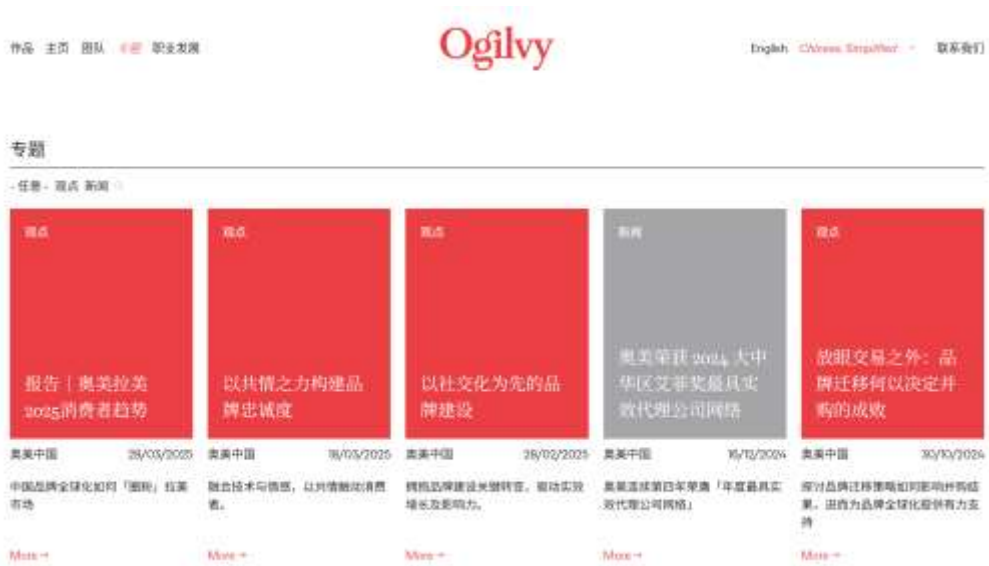 作品 主页 团队 专题 职业发展
Ogilvy
English Chinese, Simplified 联系我们
专题
- 任意 - 观点 新闻
观点
报告｜奥美拉美
2025消费者趋势
奥美中国 28/03/2025
中国品牌全球化如何「圈粉」拉美
市场
More →
观点
以共情之力构建品
牌忠诚度
奥美中国 18/03/2025
融合技术与情感，以共情触动消费
者。
More →
观点
以社交化为先的品
牌建设
奥美中国 28/02/2025
拥抱品牌建设关键转变，驱动实效
增长及影响力。
More →
新闻
奥美荣获 2024 大中
华区艾菲奖最具实
效代理公司网络
奥美中国 16/12/2024
奥美连续第四年荣膺「年度最具实
效代理公司网络」
More →
观点
放眼交易之外：品
牌迁移何以决定并
购的成败
奥美中国 30/10/2024
探讨品牌迁移策略如何影响并购结
果，进而为品牌全球化提供有力支
持
More →